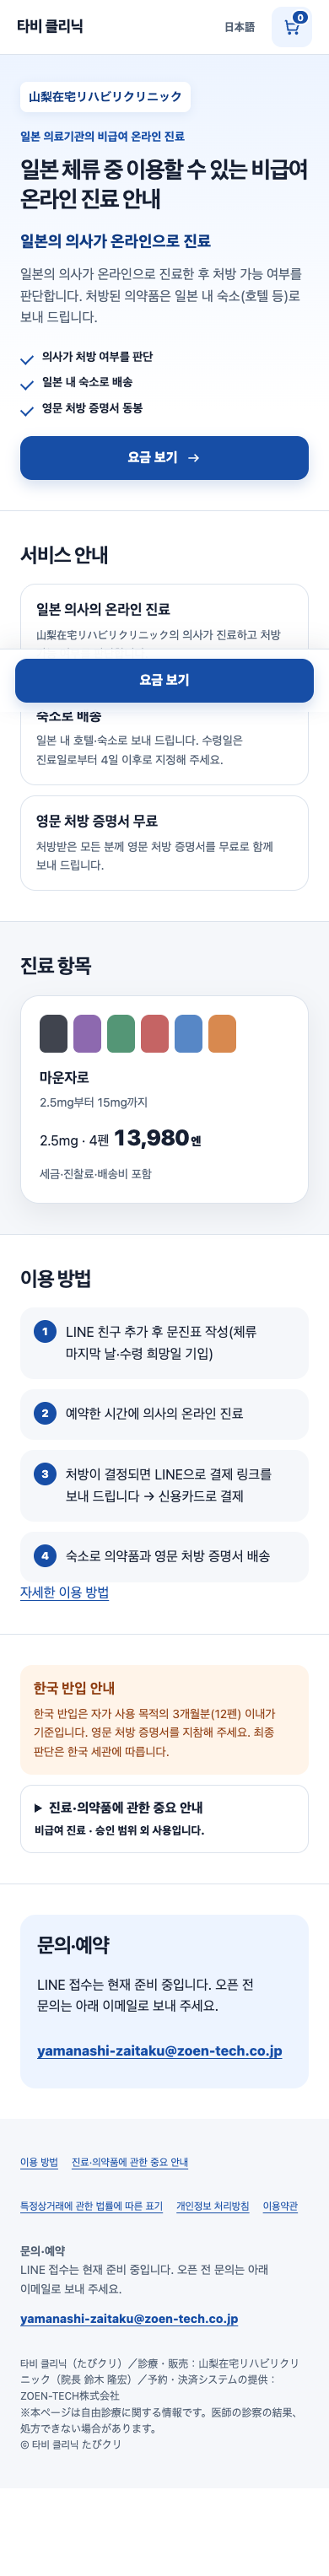 타비 클리닉
日本語
0
山梨在宅リハビリクリニック
일본 의료기관의 비급여 온라인 진료
일본 체류 중 이용할 수 있는 비급여
온라인 진료 안내
일본의 의사가 온라인으로 진료
일본의 의사가 온라인으로 진료한 후 처방 가능 여부를
판단합니다. 처방된 의약품은 일본 내 숙소(호텔 등)로
보내 드립니다.
의사가 처방 여부를 판단
일본 내 숙소로 배송
영문 처방 증명서 동봉
요금 보기 →
서비스 안내
일본 의사의 온라인 진료
山梨在宅リハビリクリニック의 의사가 진료하고 처방
요금 보기
숙소로 배송
일본 내 호텔·숙소로 보내 드립니다. 수령일은
진료일로부터 4일 이후로 지정해 주세요.
영문 처방 증명서 무료
처방받은 모든 분께 영문 처방 증명서를 무료로 함께
보내 드립니다.
진료 항목
마운자로
2.5mg부터 15mg까지
2.5mg · 4펜 13,980엔
세금·진찰료·배송비 포함
이용 방법
1 LINE 친구 추가 후 문진표 작성(체류
마지막 날·수령 희망일 기입)
2 예약한 시간에 의사의 온라인 진료
3 처방이 결정되면 LINE으로 결제 링크를
보내 드립니다 → 신용카드로 결제
4 숙소로 의약품과 영문 처방 증명서 배송
자세한 이용 방법
한국 반입 안내
한국 반입은 자가 사용 목적의 3개월분(12펜) 이내가
기준입니다. 영문 처방 증명서를 지참해 주세요. 최종
판단은 한국 세관에 따릅니다.
▶ 진료·의약품에 관한 중요 안내
비급여 진료 · 승인 범위 외 사용입니다.
문의·예약
LINE 접수는 현재 준비 중입니다. 오픈 전
문의는 아래 이메일로 보내 주세요.
yamanashi-zaitaku@zoen-tech.co.jp
이용 방법 진료·의약품에 관한 중요 안내
특정상거래에 관한 법률에 따른 표기 개인정보 처리방침 이용약관
문의·예약
LINE 접수는 현재 준비 중입니다. 오픈 전 문의는 아래
이메일로 보내 주세요.
yamanashi-zaitaku@zoen-tech.co.jp
타비 클리닉（たびクリ）／診療・販売：山梨在宅リハビリクリ
ニック（院長 鈴木 隆宏）／予約・決済システムの提供：
ZOEN-TECH株式会社
※本ページは自由診療に関する情報です。医師の診察の結果、
処方できない場合があります。
© 타비 클리닉 たびクリ